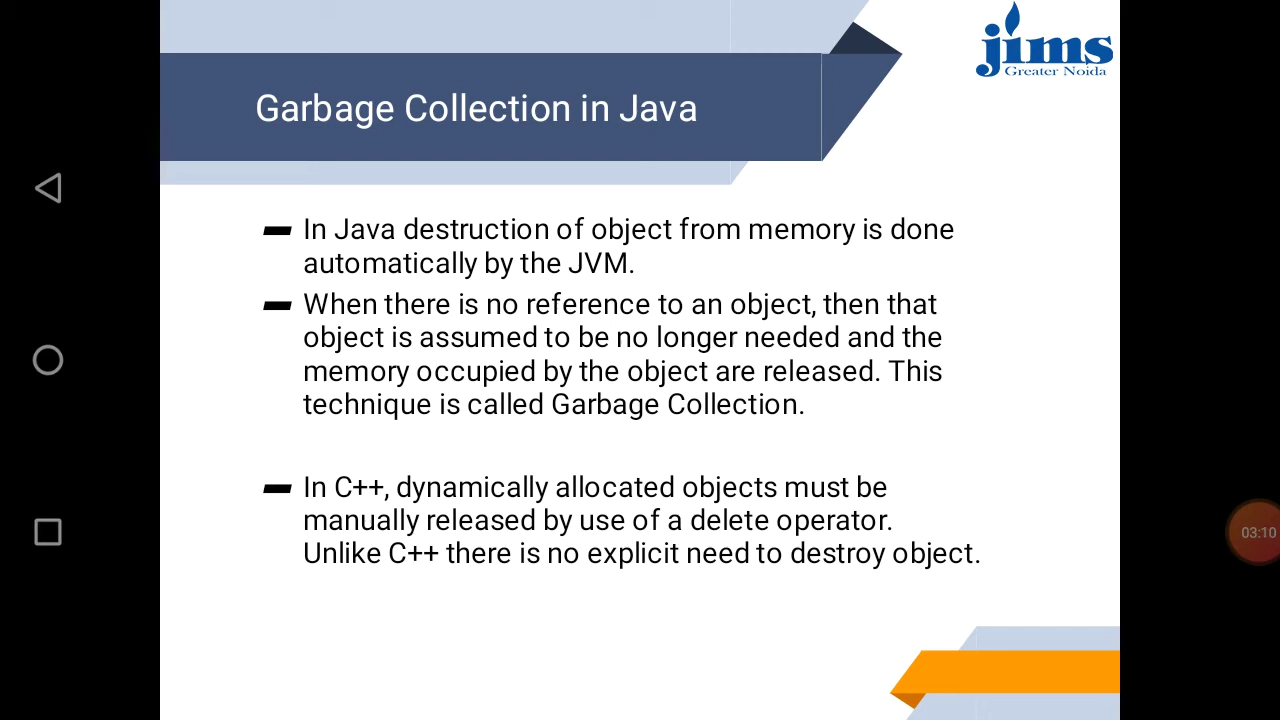 jims
Greater Noida
Garbage Collection in Java
In Java destruction of object from memory is done
automatically by the JVM.
When there is no reference to an object, then that
object is assumed to be no longer needed and the
memory occupied by the object are released. This
technique is called Garbage Collection.
In C++, dynamically allocated objects must be
manually released by use of a delete operator.
Unlike C++ there is no explicit need to destroy object.
03:10